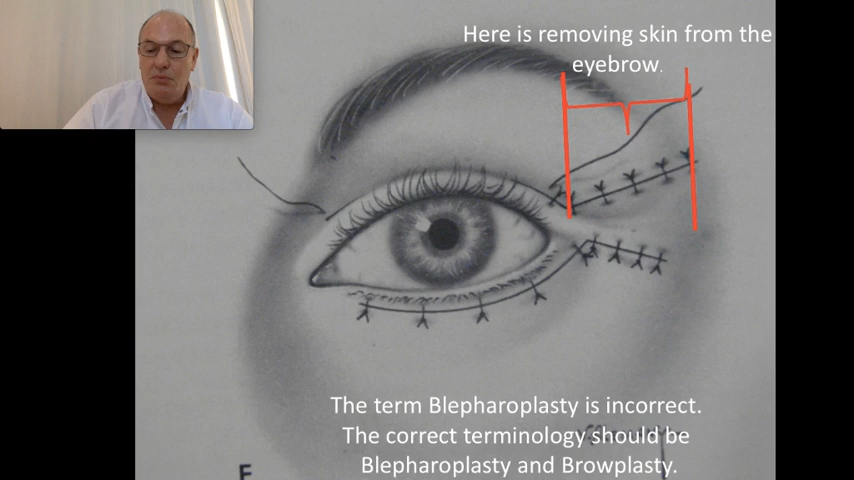 Here is removing skin from the
eyebrow.
The term Blepharoplasty is incorrect.
The correct terminology should be
Blepharoplasty and Browplasty.
F